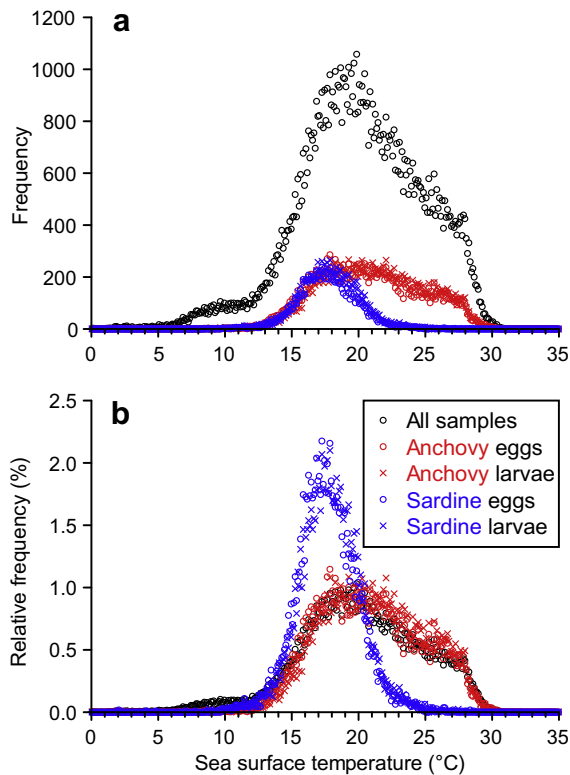 a
1200
1000
800
600
400
200
0
Frequency
0 5 10 15 20 25 30 35
b
2.5
2.0
1.5
1.0
0.5
0.0
Relative frequency (%)
All samples
Anchovy eggs
Anchovy larvae
Sardine eggs
Sardine larvae
0 5 10 15 20 25 30 35
Sea surface temperature (°C)